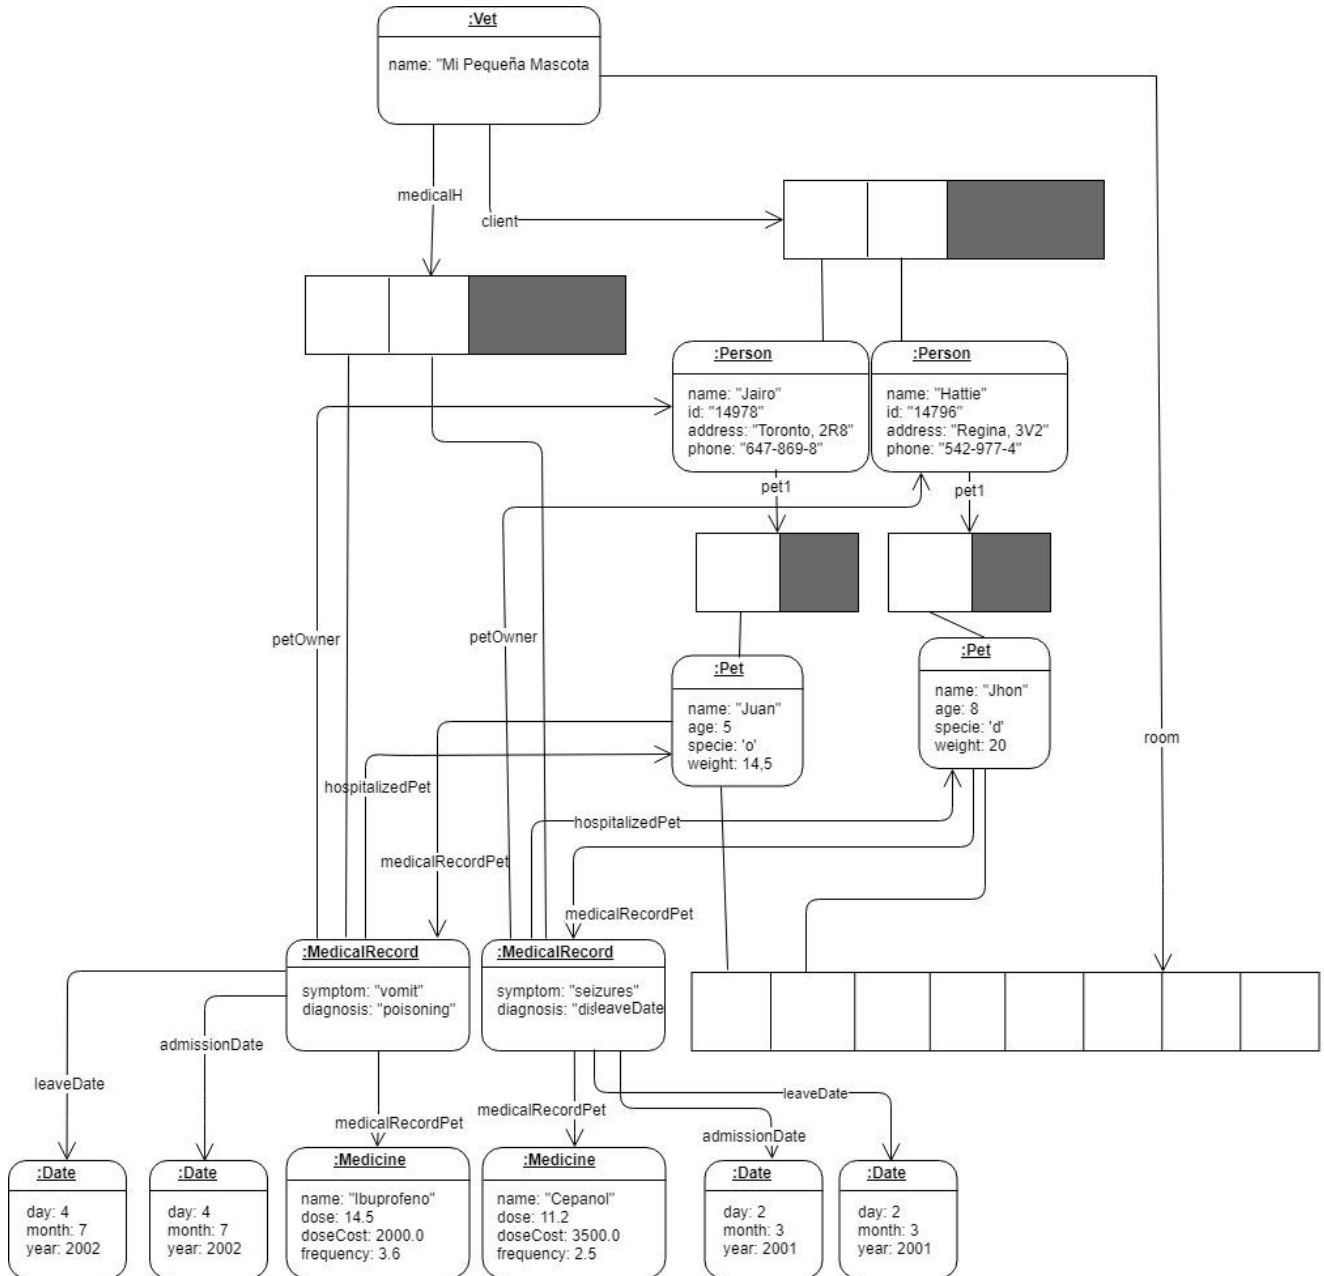 :Vet
name: "Mi Pequeña Mascota
medicalH
client
:Person
name: "Jairo"
id: "14978"
address: "Toronto, 2R8"
phone: "647-869-8"
:Person
name: "Hattie"
id: "14796"
address: "Regina, 3V2"
phone: "542-977-4"
pet1
pet1
petOwner
petOwner
:Pet
name: "Juan"
age: 5
specie: 'o'
weight: 14,5
:Pet
name: "Jhon"
age: 8
specie: 'd'
weight: 20
room
hospitalizedPet
hospitalizedPet
medicalRecordPet
medicalRecordPet
:MedicalRecord
symptom: "vomit"
diagnosis: "poisoning"
:MedicalRecord
symptom: "seizures"
diagnosis:
leaveDate
admissionDate
leaveDate
medicalRecordPet
medicalRecordPet
leaveDate
admissionDate
:Date
day: 4
month: 7
year: 2002
:Date
day: 4
month: 7
year: 2002
:Medicine
name: "Ibuprofeno"
dose: 14.5
doseCost: 2000.0
frequency: 3.6
:Medicine
name: "Cepanol"
dose: 11.2
doseCost: 3500.0
frequency: 2.5
:Date
day: 2
month: 3
year: 2001
:Date
day: 2
month: 3
year: 2001